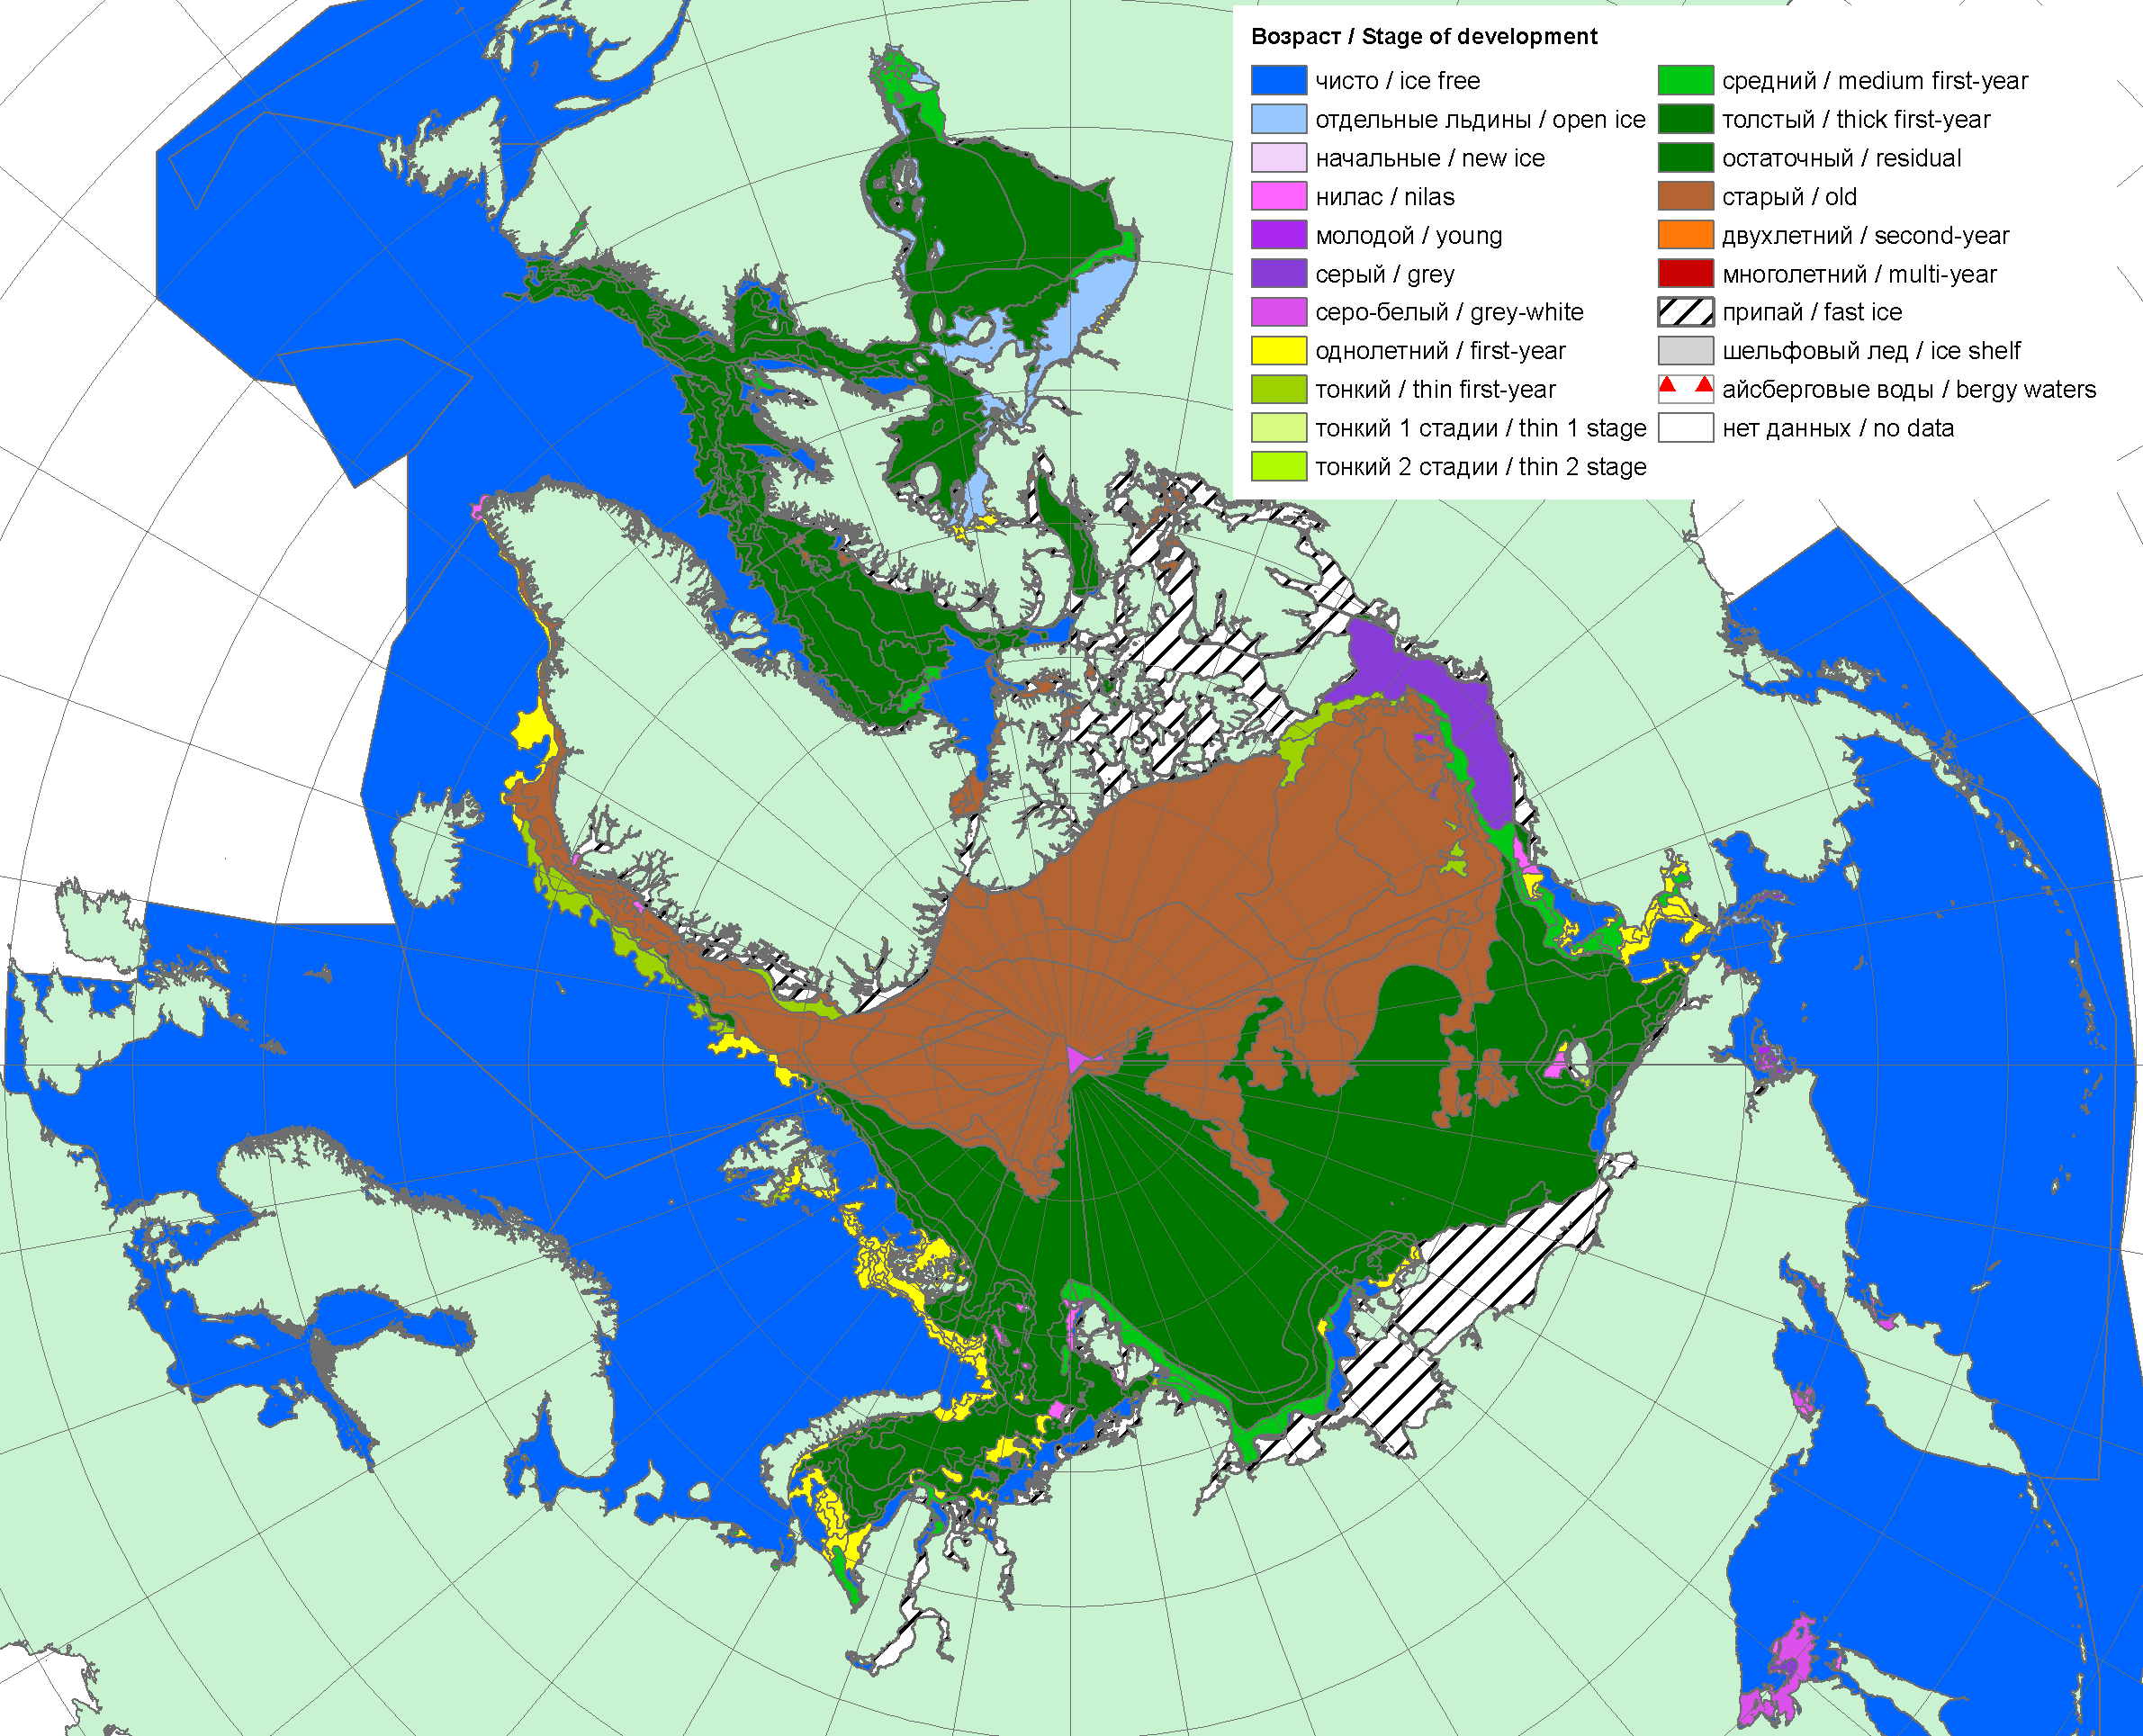 Возраст / Stage of development
чисто / ice free
отдельные льдины / open ice
начальные / new ice
нилас / nilas
молодой / young
серый / grey
серо-белый / grey-white
однолетний / first-year
тонкий / thin first-year
тонкий 1 стадии / thin 1 stage
тонкий 2 стадии / thin 2 stage
средний / medium first-year
толстый / thick first-year
остаточный / residual
старый / old
двухлетний / second-year
многолетний / multi-year
припай / fast ice
шельфовый лед / ice shelf
айсберговые воды / bergy waters
нет данных / no data